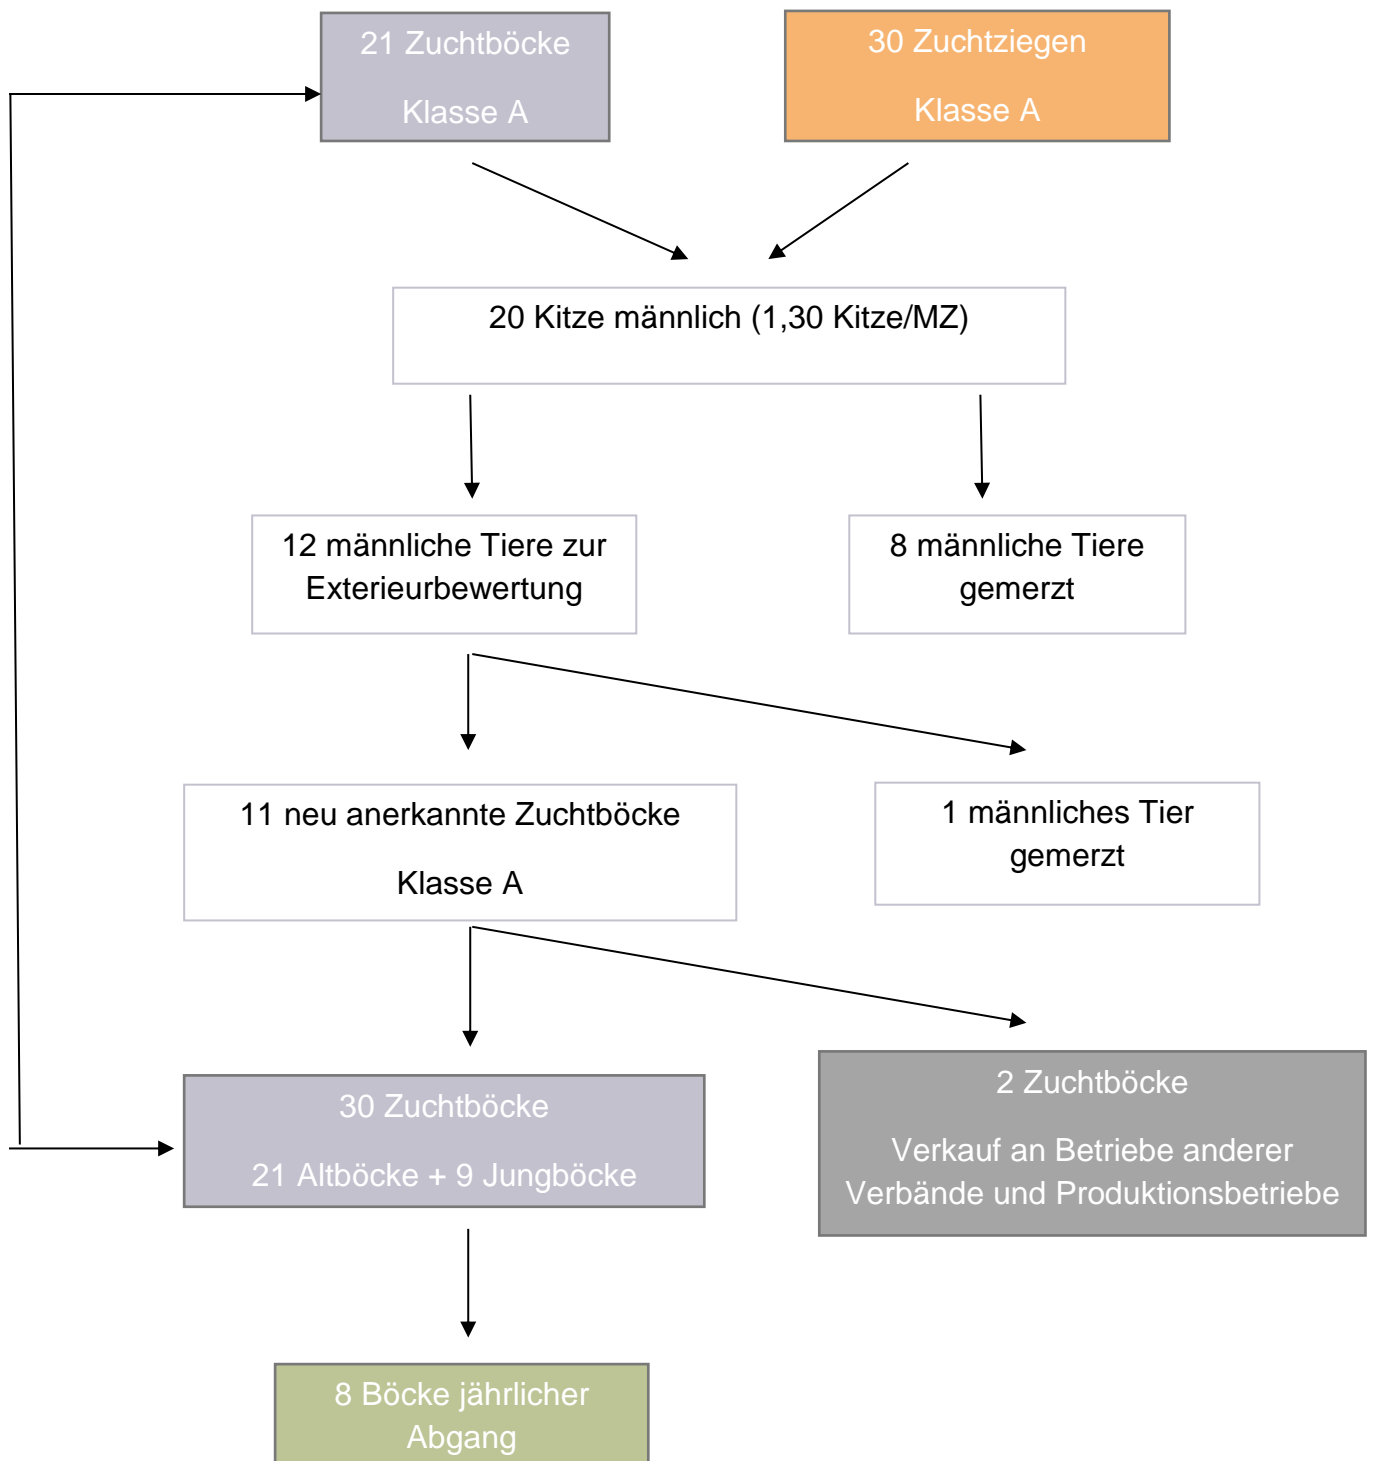 21 Zuchtböcke
Klasse A
30 Zuchtziegen
Klasse A
20 Kitze männlich (1,30 Kitze/MZ)
12 männliche Tiere zur
Exterieurbewertung
8 männliche Tiere
gemerzt
11 neu anerkannte Zuchtböcke
Klasse A
1 männliches Tier
gemerzt
30 Zuchtböcke
21 Altböcke + 9 Jungböcke
2 Zuchtböcke
Verkauf an Betriebe anderer
Verbände und Produktionsbetriebe
8 Böcke jährlicher
Abgang